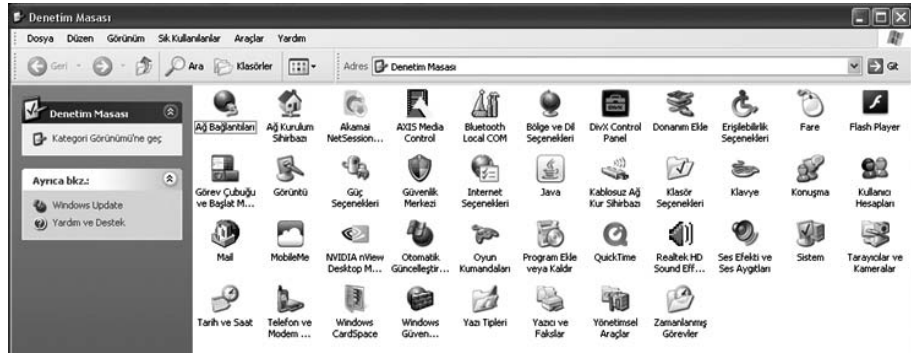 Denetim Masası
Dosya Düzen Görünüm Sık Kullanılanlar Araçlar Yardım
Geri Ara Klasörler Adres Denetim Masası Git
Denetim Masası
Kategori Görünümü'ne geç
Ayrıca bkz.:
Windows Update
Yardım ve Destek
Ağ Bağlantıları
Ağ Kurulum
Sihirbazı
Akamai
NetSession...
AXIS Media
Control
Bluetooth
Local COM
Bölge ve Dil
Seçenekleri
DivX Control
Panel
Donanım Ekle
Erişilebilirlik
Seçenekleri
Fare
Flash Player
Görev Çubuğu
ve Başlat M...
Görüntü
Güç
Seçenekleri
Güvenlik
Merkezi
Internet
Seçenekleri
Java
Kablosuz Ağ
Kur Sihirbazı
Klasör
Seçenekleri
Klavye
Konuşma
Kullanıcı
Hesapları
Mail
MobileMe
NVIDIA nView
Desktop M...
Otomatik
Güncelleştir...
Oyun
Kumandaları
Program Ekle
veya Kaldır
QuickTime
Realtek HD
Sound Eff...
Ses Efekti ve
Ses Aygıtları
Sistem
Tarayıcılar ve
Kameralar
Tarih ve Saat
Telefon ve
Modem ...
Windows
CardSpace
Windows
Güven...
Yazı Tipleri
Yazıcı ve
Fakslar
Yönetimsel
Araçlar
Zamanlanmış
Görevler